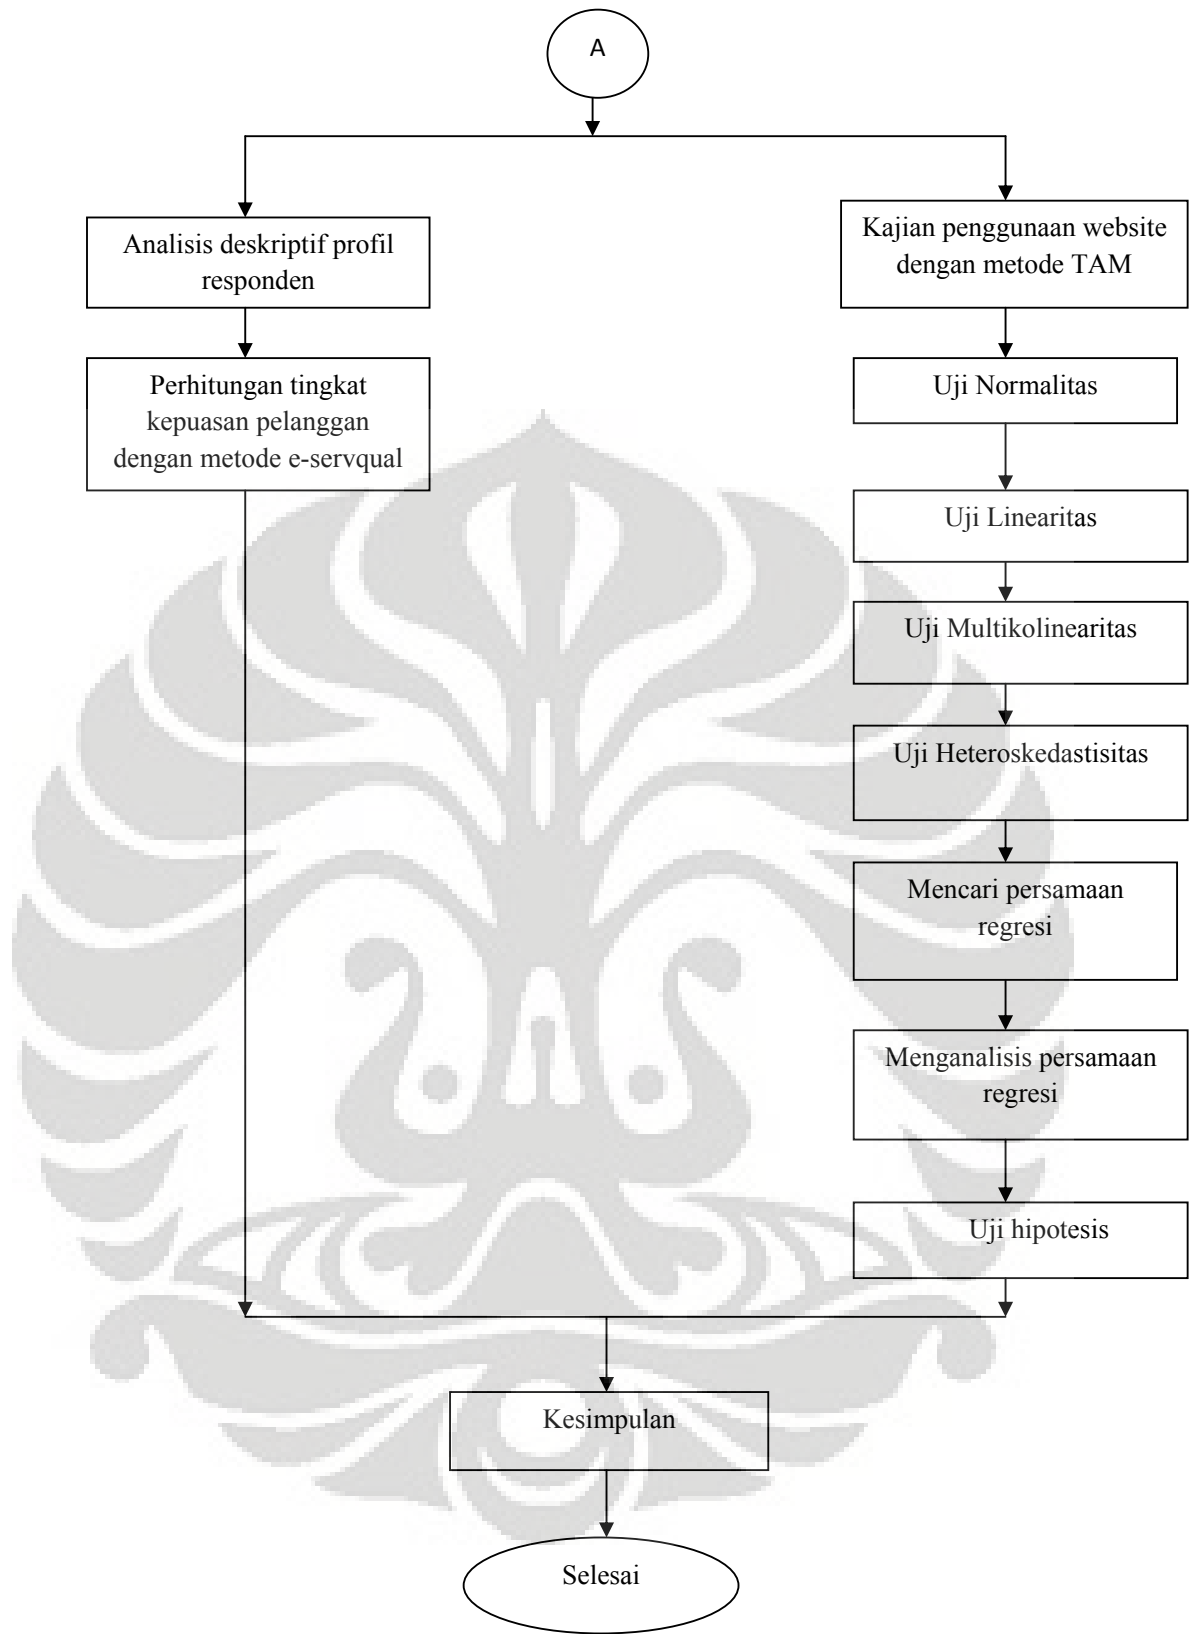 A
Analisis deskriptif profil
responden
Perhitungan tingkat
kepuasan pelanggan
dengan metode e-servqual
Kajian penggunaan website
dengan metode TAM
Uji Normalitas
Uji Linearitas
Uji Multikolinearitas
Uji Heteroskedastisitas
Mencari persamaan
regresi
Menganalisis persamaan
regresi
Uji hipotesis
Kesimpulan
Selesai